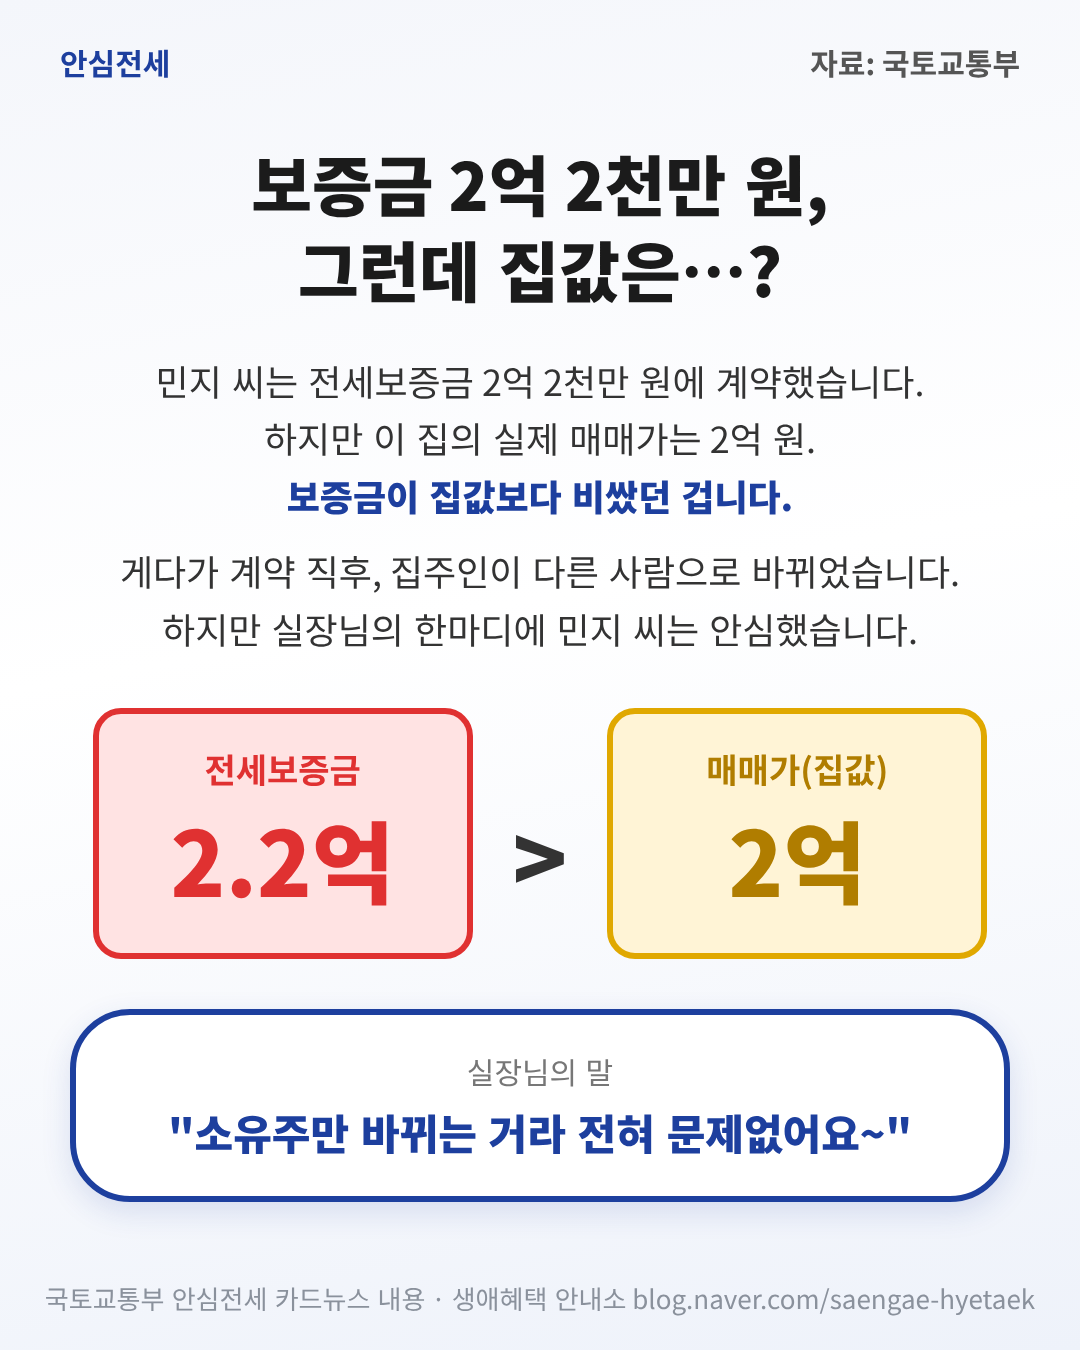 안심전세
자료: 국토교통부
보증금 2억 2천만 원,
그런데 집값은…?
민지 씨는 전세보증금 2억 2천만 원에 계약했습니다.
하지만 이 집의 실제 매매가는 2억 원.
보증금이 집값보다 비쌌던 겁니다.
게다가 계약 직후, 집주인이 다른 사람으로 바뀌었습니다.
하지만 실장님의 한마디에 민지 씨는 안심했습니다.
전세보증금
2.2억
>
매매가(집값)
2억
실장님의 말
"소유주만 바뀌는 거라 전혀 문제없어요~"
국토교통부 안심전세 카드뉴스 내용 · 생애혜택 안내소 blog.naver.com/saengae-hyetaek